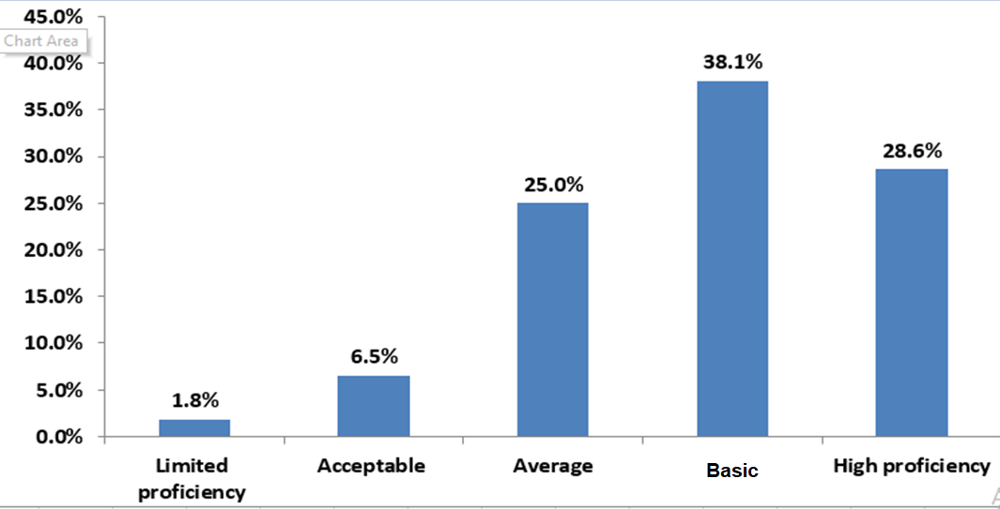 45.0%
Chart Area
40.0%
35.0%
30.0%
25.0%
20.0%
15.0%
10.0%
5.0%
0.0%
1.8%
6.5%
25.0%
38.1%
28.6%
Limited
proficiency
Acceptable
Average
Basic
High proficiency